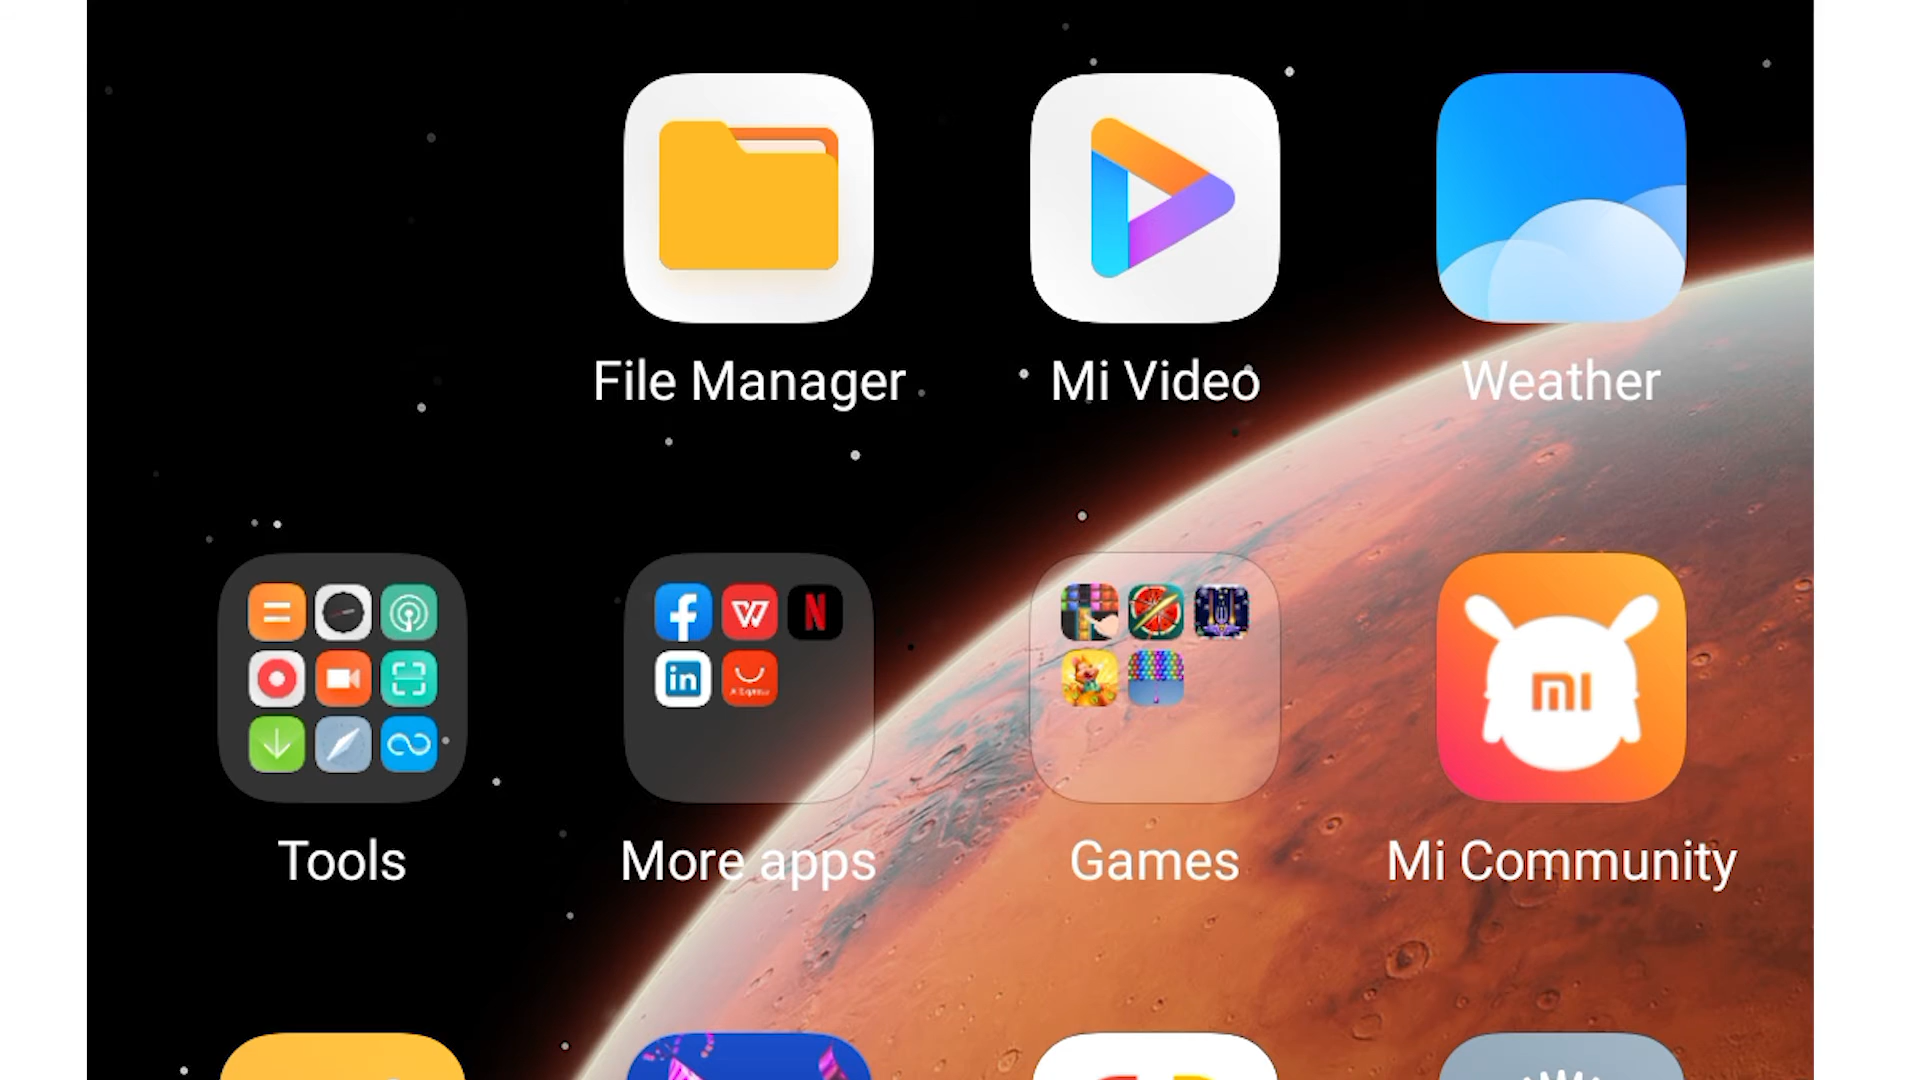 File Manager
Mi Video
Weather
Tools
More apps
Games
Mi Community